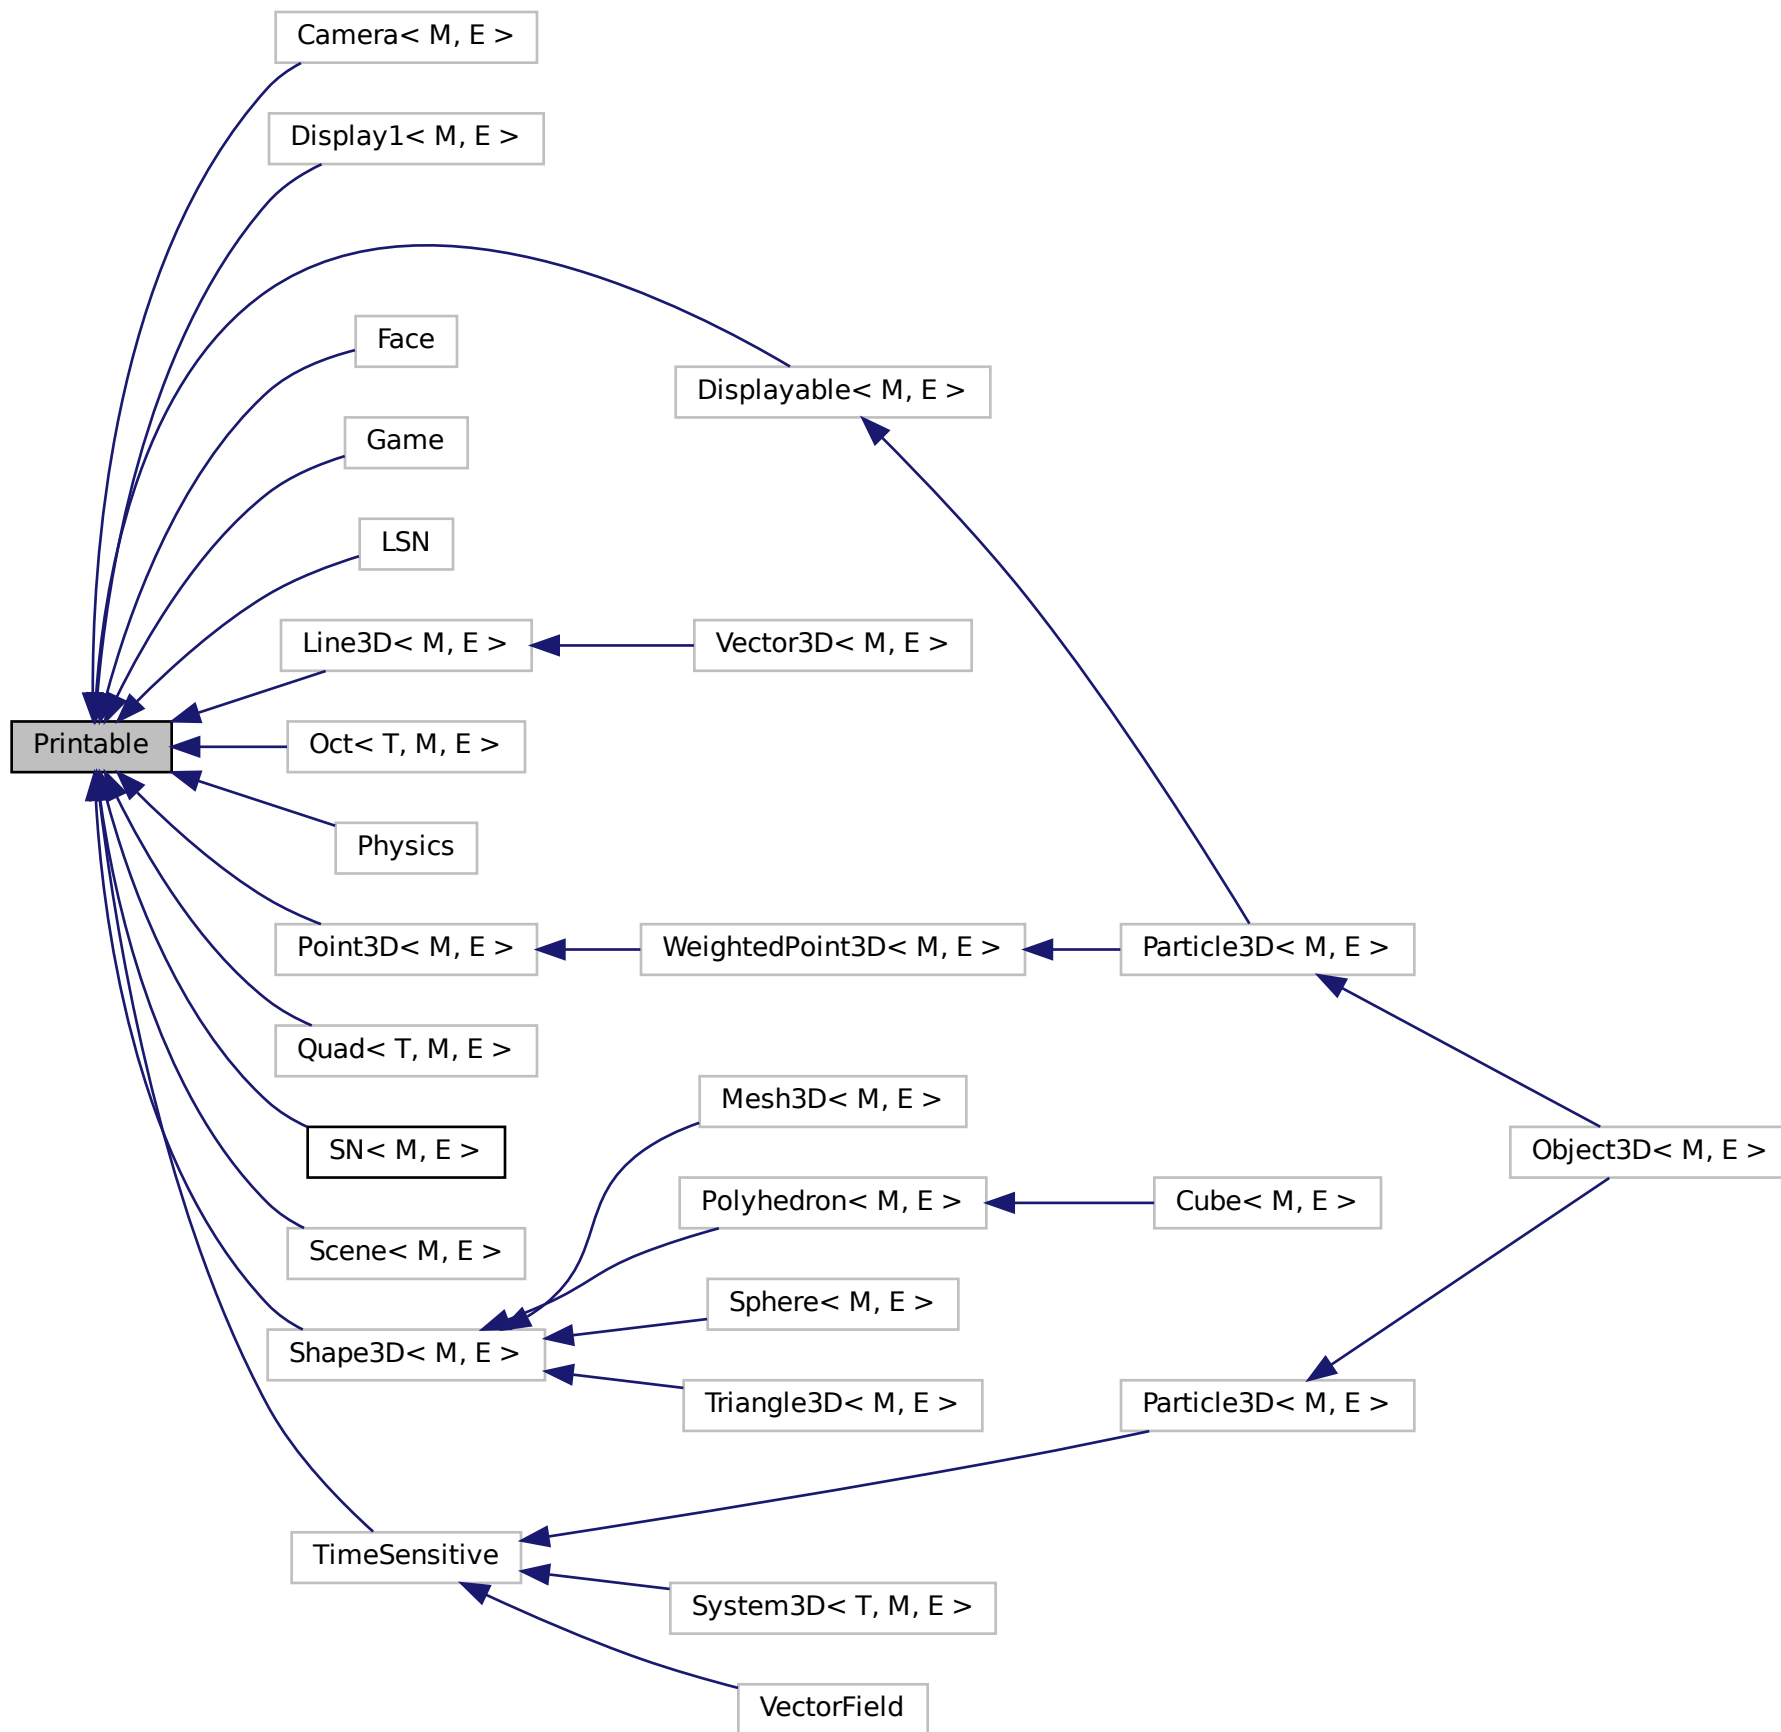 Camera< M, E >
Display1< M, E >
Face
Displayable< M, E >
Game
LSN
Line3D< M, E >
Vector3D< M, E >
Printable
Oct< T, M, E >
Physics
Point3D< M, E >
WeightedPoint3D< M, E >
Particle3D< M, E >
Quad< T, M, E >
Mesh3D< M, E >
SN< M, E >
Object3D< M, E >
Polyhedron< M, E >
Cube< M, E >
Scene< M, E >
Sphere< M, E >
Shape3D< M, E >
Triangle3D< M, E >
Particle3D< M, E >
TimeSensitive
System3D< T, M, E >
VectorField